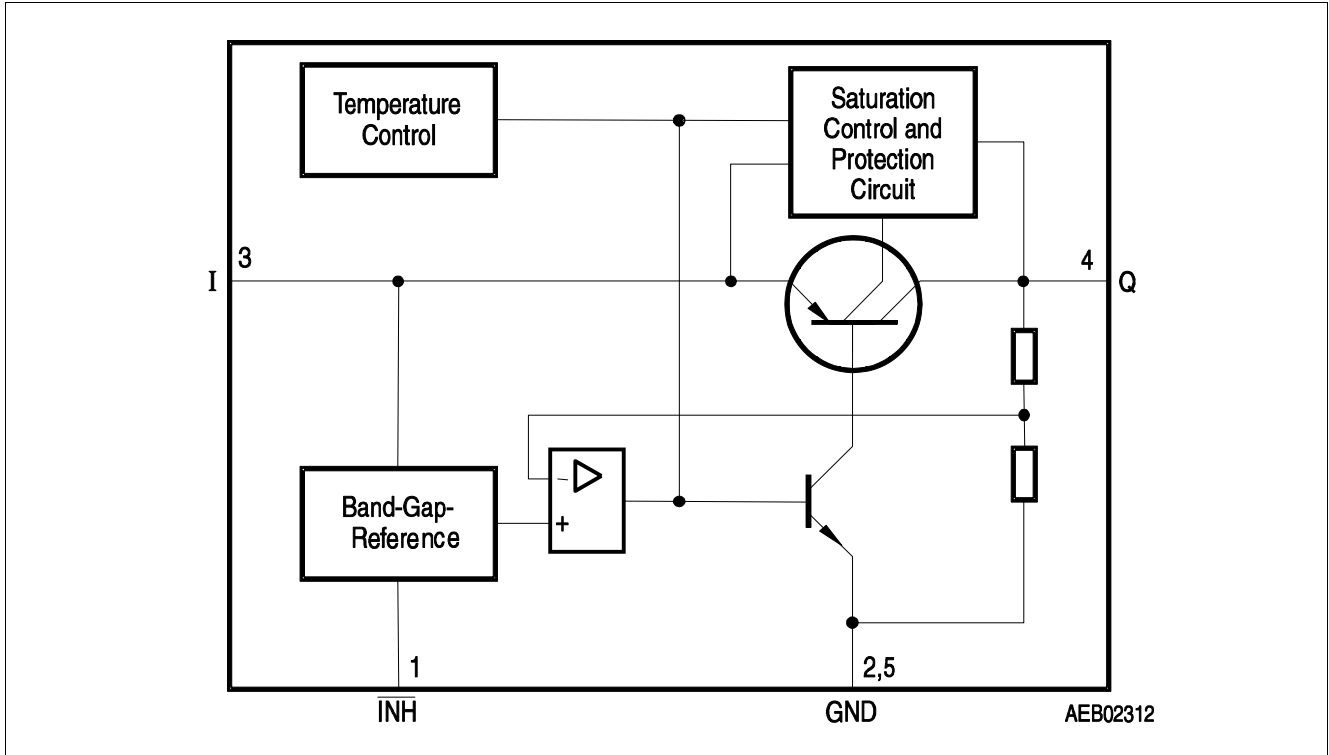 Temperature
Control
Saturation
Control and
Protection
Circuit
3
I
4
Q
Band-Gap-
Reference
−
+
1
2,5
INH
GND
AEB02312